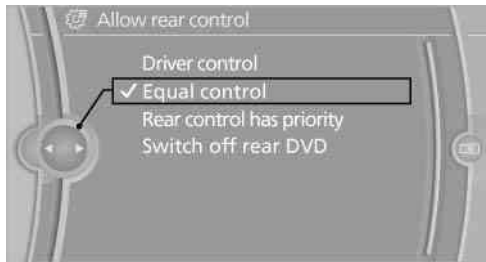 Allow rear control
Driver control
✓ Equal control
Rear control has priority
Switch off rear DVD